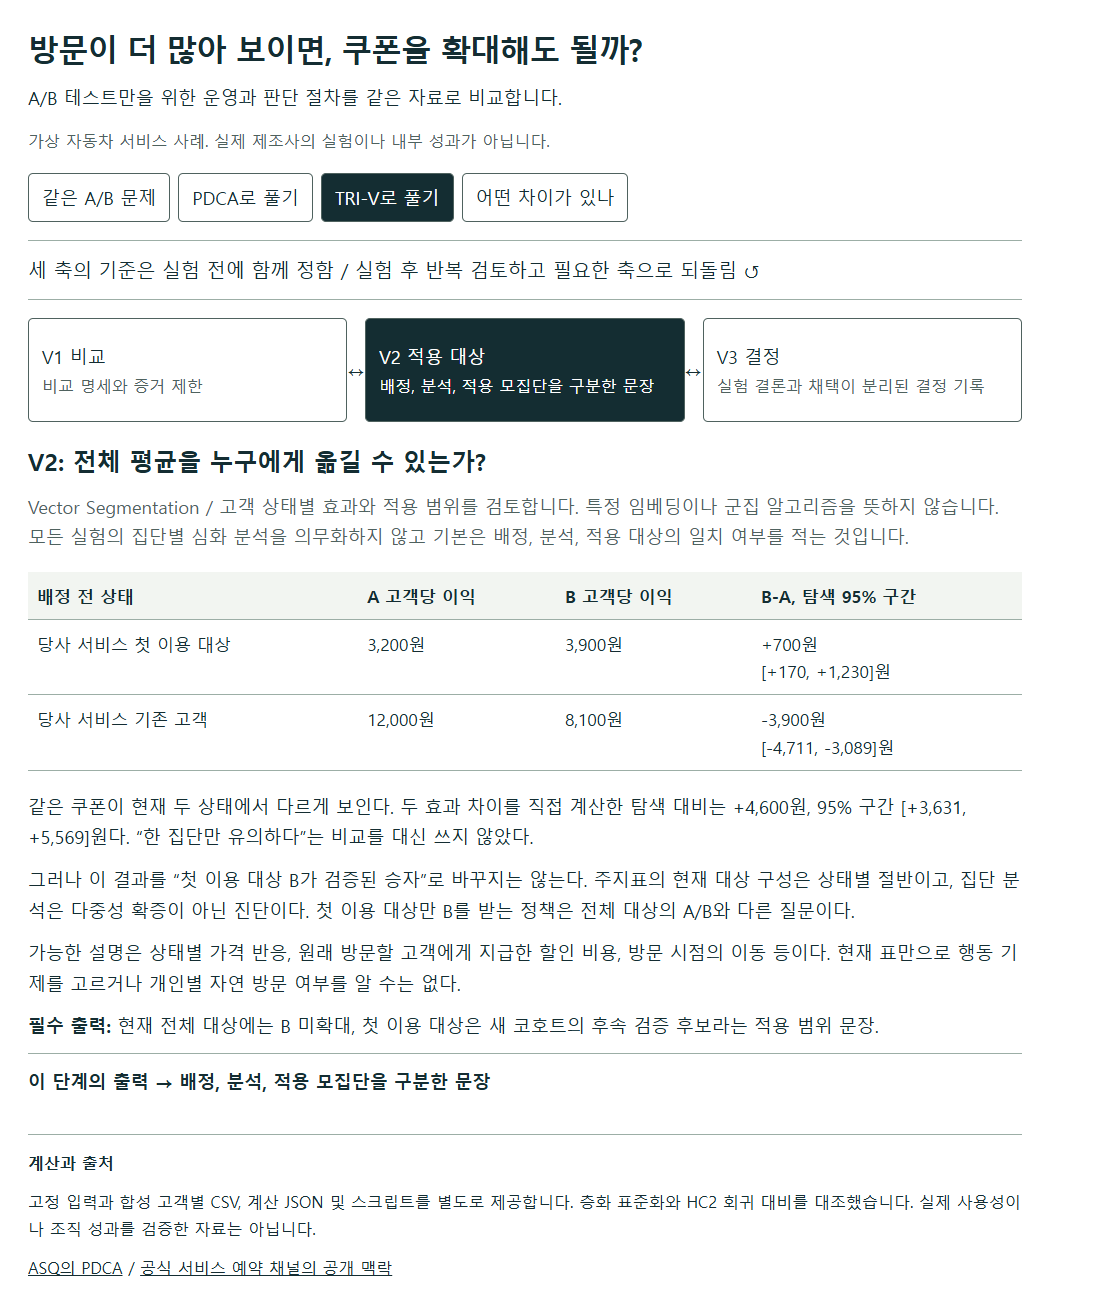 방문이 더 많아 보이면, 쿠폰을 확대해도 될까?
A/B 테스트만을 위한 운영과 판단 절차를 같은 자료로 비교합니다.
가상 자동차 서비스 사례. 실제 제조사의 실험이나 내부 성과가 아닙니다.
같은 A/B 문제
PDCA로 풀기
TRI-V로 풀기
어떤 차이가 있나
세 축의 기준은 실험 전에 함께 정함 / 실험 후 반복 검토하고 필요한 축으로 되돌림 ↺
V1 비교
비교 명세와 증거 제한
↔
V2 적용 대상
배정, 분석, 적용 모집단을 구분한 문장
↔
V3 결정
실험 결론과 채택이 분리된 결정 기록
V2: 전체 평균을 누구에게 옮길 수 있는가?
Vector Segmentation / 고객 상태별 효과와 적용 범위를 검토합니다. 특정 임베딩이나 군집 알고리즘을 뜻하지 않습니다.
모든 실험의 집단별 심화 분석을 의무화하지 않고 기본은 배정, 분석, 적용 대상의 일치 여부를 적는 것입니다.
배정 전 상태 A 고객당 이익 B 고객당 이익 B-A, 탐색 95% 구간
당사 서비스 첫 이용 대상 3,200원 3,900원 +700원
[+170, +1,230]원
당사 서비스 기존 고객 12,000원 8,100원 -3,900원
[-4,711, -3,089]원
같은 쿠폰이 현재 두 상태에서 다르게 보인다. 두 효과 차이를 직접 계산한 탐색 대비는 +4,600원, 95% 구간 [+3,631,
+5,569]원다. “한 집단만 유의하다”는 비교를 대신 쓰지 않았다.
그러나 이 결과를 “첫 이용 대상 B가 검증된 승자”로 바꾸지는 않는다. 주지표의 현재 대상 구성은 상태별 절반이고, 집단 분
석은 다중성 확증이 아닌 진단이다. 첫 이용 대상만 B를 받는 정책은 전체 대상의 A/B와 다른 질문이다.
가능한 설명은 상태별 가격 반응, 원래 방문할 고객에게 지급한 할인 비용, 방문 시점의 이동 등이다. 현재 표만으로 행동 기
제를 고르거나 개인별 자연 방문 여부를 알 수는 없다.
필수 출력: 현재 전체 대상에는 B 미확대, 첫 이용 대상은 새 코호트의 후속 검증 후보라는 적용 범위 문장.
이 단계의 출력 → 배정, 분석, 적용 모집단을 구분한 문장
계산과 출처
고정 입력과 합성 고객별 CSV, 계산 JSON 및 스크립트를 별도로 제공합니다. 층화 표준화와 HC2 회귀 대비를 대조했습니다. 실제 사용성이
나 조직 성과를 검증한 자료는 아닙니다.
ASQ의 PDCA / 공식 서비스 예약 채널의 공개 맥락